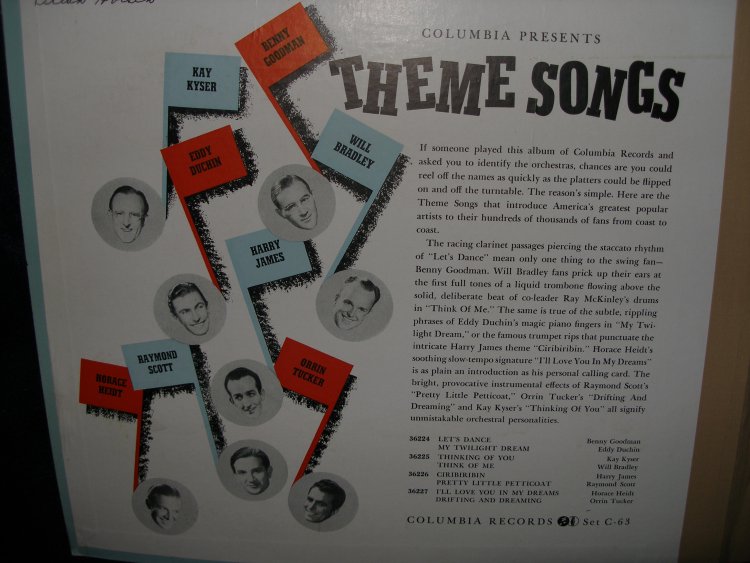 COLUMBIA PRESENTS
THEME SONGS
BENNY
GOODMAN
KAY
KYSER
WILL
BRADLEY
EDDY
DUCHIN
HARRY
JAMES
RAYMOND
SCOTT
ORRIN
TUCKER
HORACE
HEIDT
If someone played this album of Columbia Records and
asked you to identify the orchestras, chances are you could
reel off the names as quickly as the platters could be flipped
on and off the turntable. The reason's simple. Here are the
Theme Songs that introduce America's greatest popular
artists to their hundreds of thousands of fans from coast to
coast.
The racing clarinet passages piercing the staccato rhythm
of "Let's Dance" mean only one thing to the swing fan—
Benny Goodman. Will Bradley fans prick up their ears at
the first full tones of a liquid trombone flowing above the
solid, deliberate beat of co-leader Ray McKinley's drums
in "Think Of Me." The same is true of the subtle, rippling
phrases of Eddy Duchin's magic piano fingers in "My Twi-
light Dream," or the famous trumpet rips that punctuate the
intricate Harry James theme "Ciribiribin." Horace Heidt's
soothing slow-tempo signature "I'll Love You In My Dreams"
is as plain an introduction as his personal calling card. The
bright, provocative instrumental effects of Raymond Scott's
"Pretty Little Petticoat," Orrin Tucker's "Drifting And
Dreaming" and Kay Kyser's "Thinking Of You" all signify
unmistakable orchestral personalities.
36224 LET'S DANCE Benny Goodman
MY TWILIGHT DREAM Eddy Duchin
36225 THINKING OF YOU Kay Kyser
THINK OF ME Will Bradley
36226 CIRIBIRIBIN Harry James
PRETTY LITTLE PETTICOAT Raymond Scott
36227 I'LL LOVE YOU IN MY DREAMS Horace Heidt
DRIFTING AND DREAMING Orrin Tucker
COLUMBIA RECORDS Set C-63